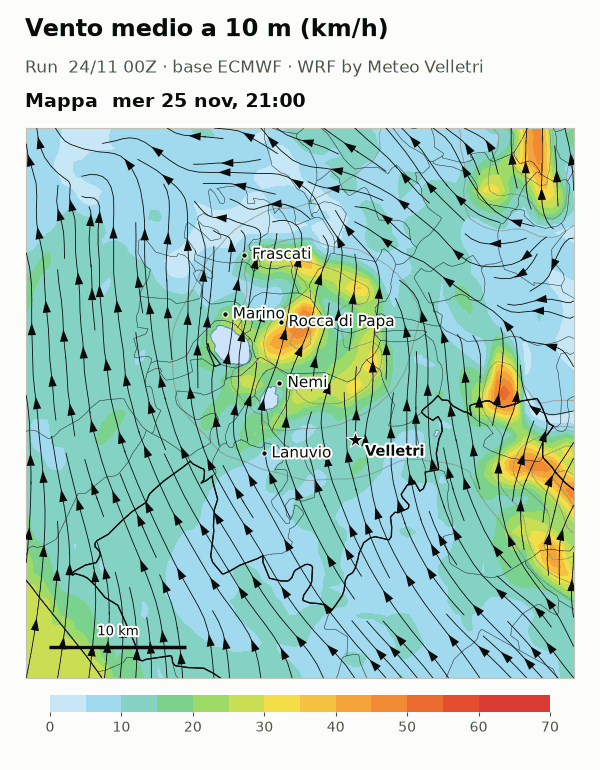 Vento medio a 10 m (km/h)
Run  24/11 00Z · base ECMWF · WRF by Meteo Velletri
Mappa  mer 25 nov, 21:00
Frascati
Marino
Rocca di Papa
Nemi
Velletri
Lanuvio
10 km
0 10 20 30 40 50 60 70